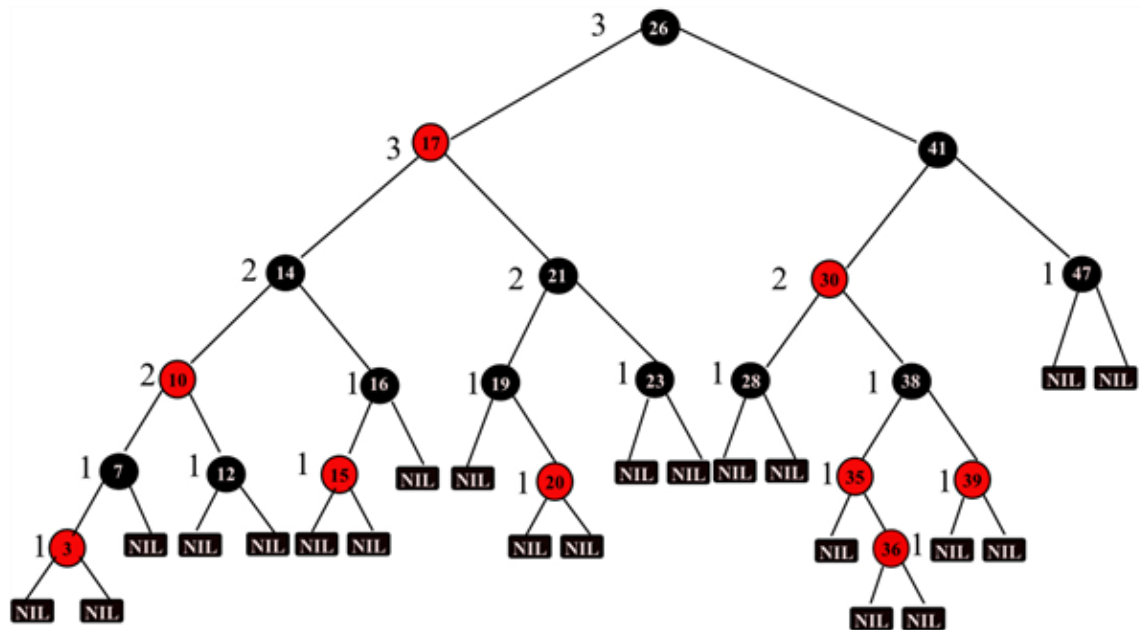 3 26
3 17
41
2 14
2 21
2 30
1 47
2 10
1 16
1 19
1 23
1 28
1 38
NIL NIL
1 7
1 12
1 15
NIL
NIL
1 20
NIL NIL
NIL NIL
1 35
1 39
1 3
NIL
NIL NIL
NIL NIL
NIL NIL
NIL
36 1
NIL NIL
NIL NIL
NIL NIL